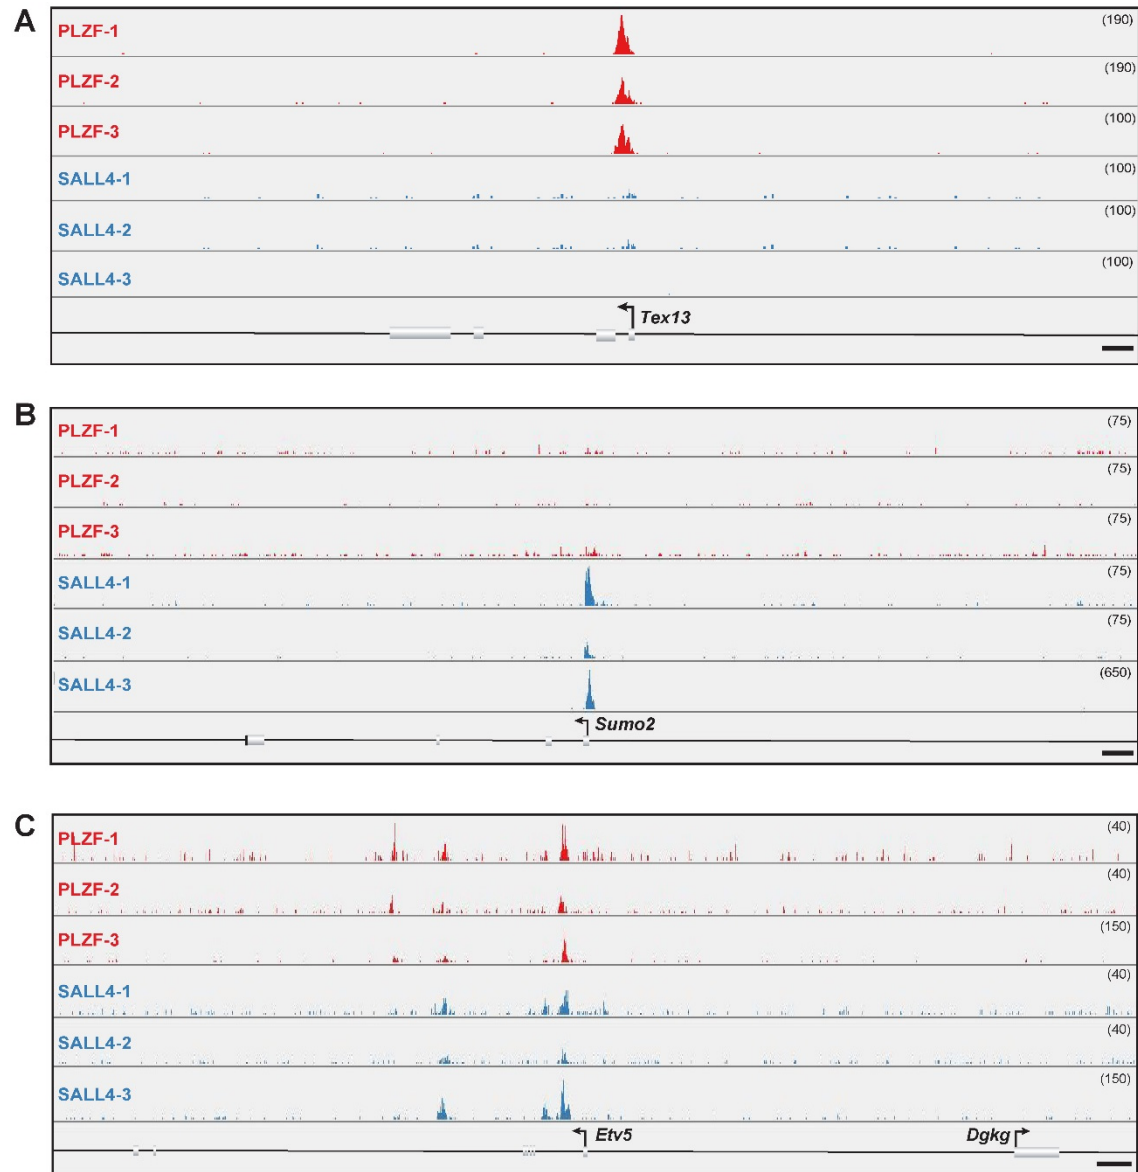 A
PLZF-1 (190)
PLZF-2 (190)
PLZF-3 (100)
SALL4-1 (100)
SALL4-2 (100)
SALL4-3 (100)
Tex13
B
PLZF-1 (75)
PLZF-2 (75)
PLZF-3 (75)
SALL4-1 (75)
SALL4-2 (75)
SALL4-3 (650)
Sumo2
C
PLZF-1 (40)
PLZF-2 (40)
PLZF-3 (150)
SALL4-1 (40)
SALL4-2 (40)
SALL4-3 (150)
Etv5 Dgkg